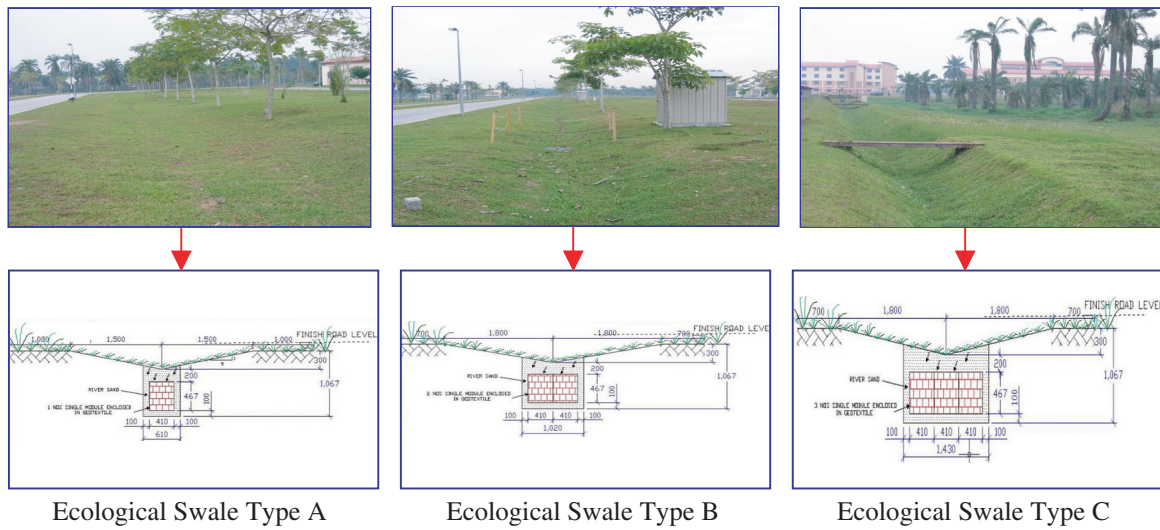 FINISH ROAD LEVEL
1,000 1,500 1,500 1,000
300
200
1,067
RIVER SAND
467
100
1 NOS SINGLE MODULE ENCLOSED
IN GEOTEXTILE
100 410 100
610
FINISH ROAD LEVEL
700 1,800 1,800 700
300
200
1,067
RIVER SAND
467
100
2 NOS SINGLE MODULE ENCLOSED
IN GEOTEXTILE
100 410 410 100
1,020
FINISH ROAD LEVEL
700 1,800 1,800 700
300
200
1,067
RIVER SAND
467
100
3 NOS SINGLE MODULE ENCLOSED
IN GEOTEXTILE
100 410 410 410 100
1,430
Ecological Swale Type A
Ecological Swale Type B
Ecological Swale Type C